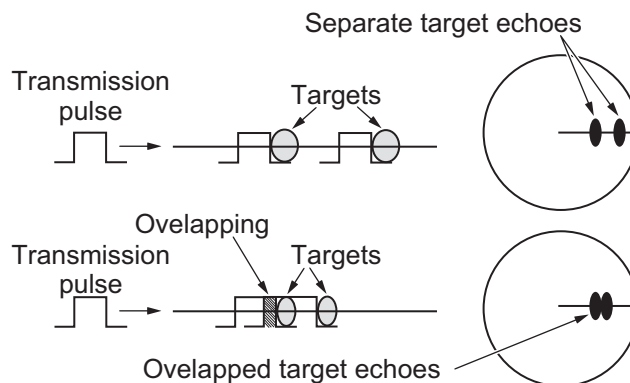 Separate target echoes
Transmission
pulse
Targets
Ovelapping
Transmission
pulse
Targets
Ovelapped target echoes